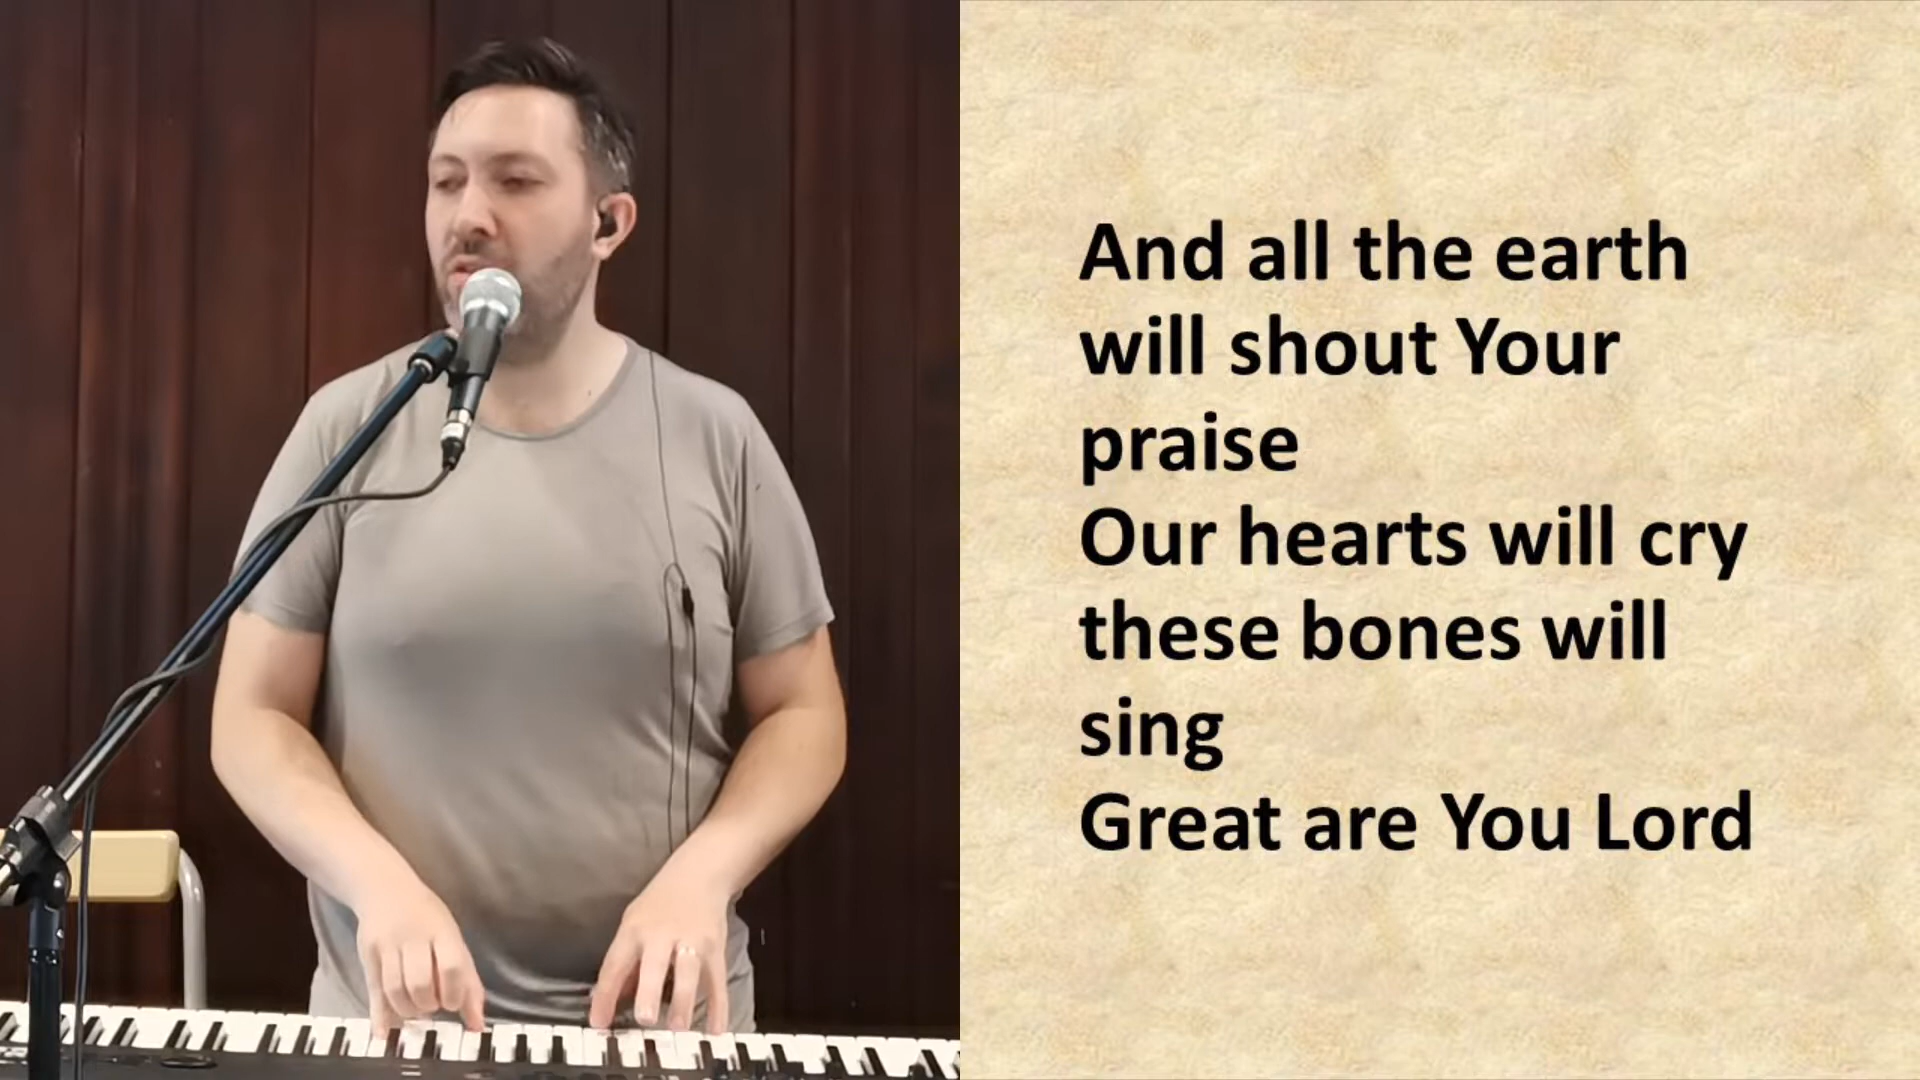 And all the earth
will shout Your
praise
Our hearts will cry
these bones will
sing
Great are You Lord